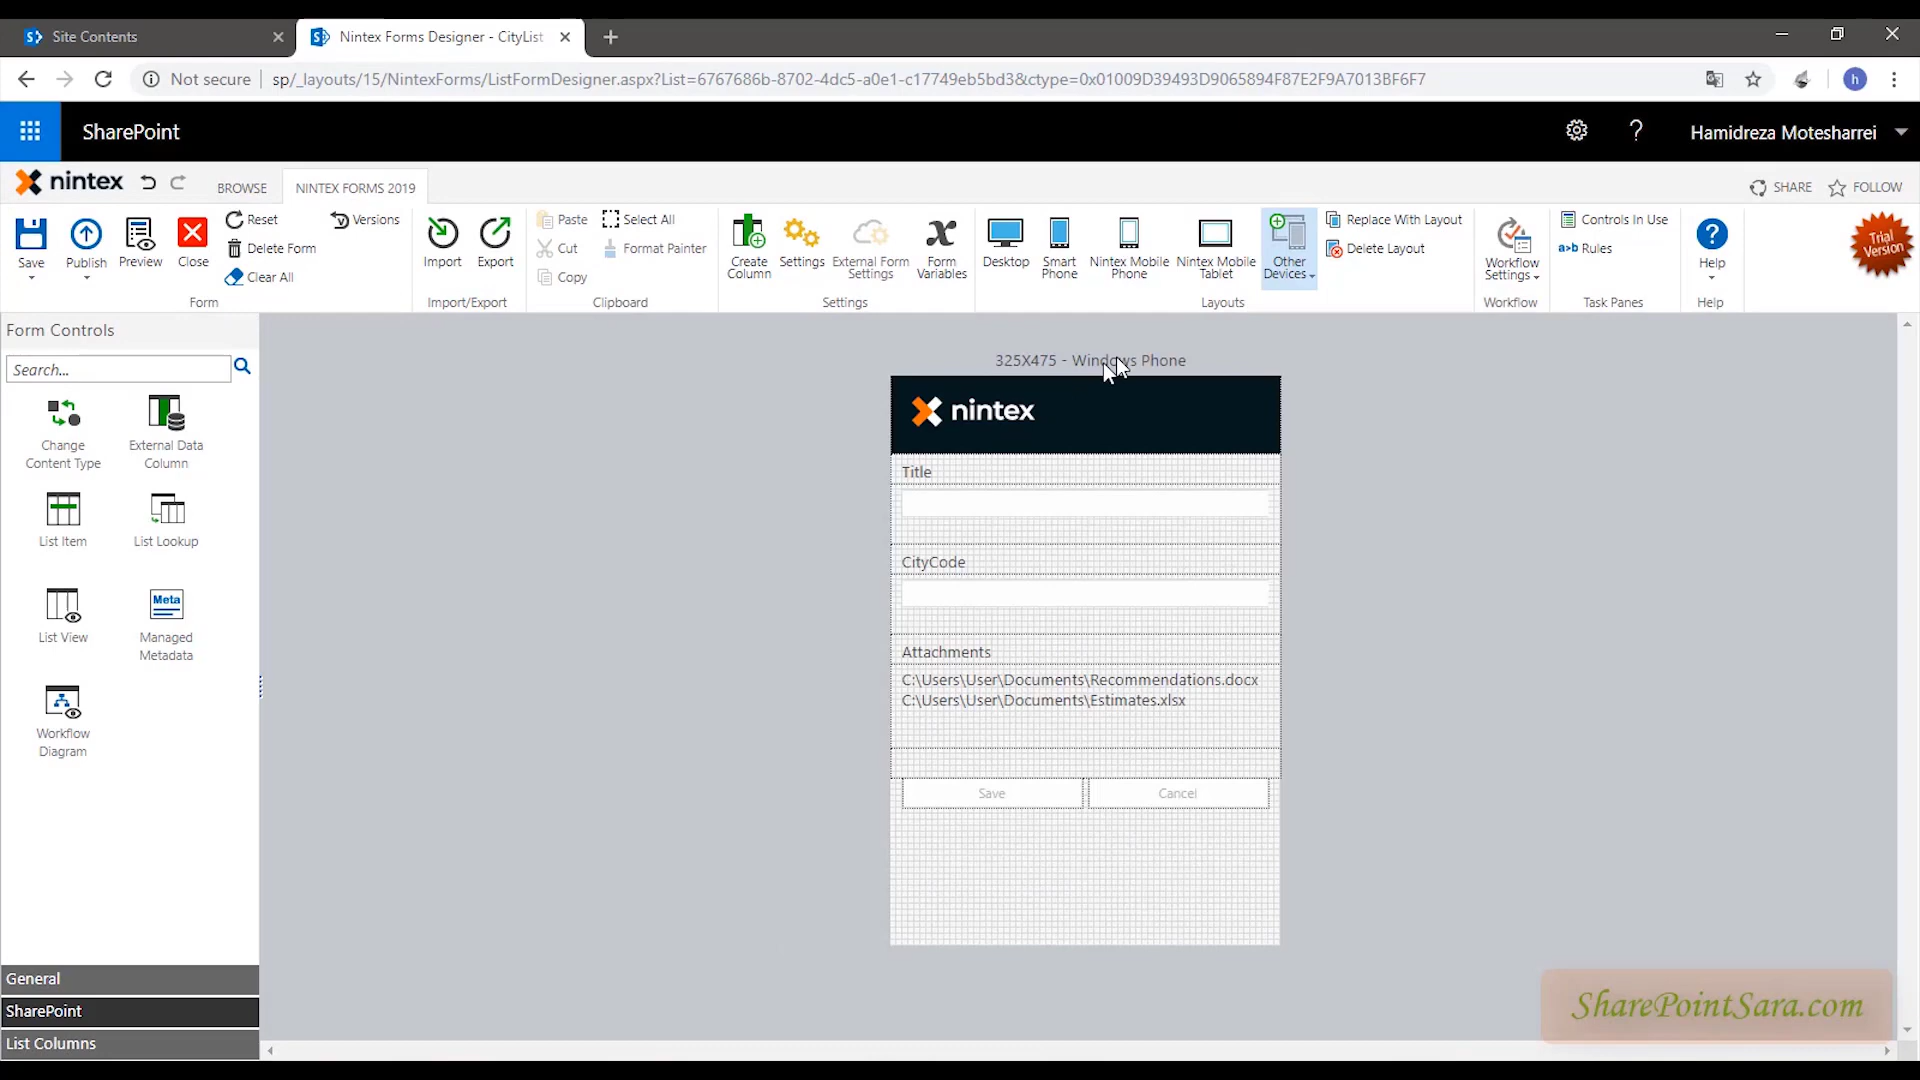 Site Contents
Nintex Forms Designer - CityList
Not secure
sp/_layouts/15/NintexForms/ListFormDesigner.aspx?List=6767686b-8702-4dc5-a0e1-c17749eb5bd3&ctype=0x01009D39493D9065894F87E2F9A7013BF6F7
h
SharePoint
?
Hamidreza Motesharrei
nintex
BROWSE
NINTEX FORMS 2019
SHARE
FOLLOW
Save
Publish
Preview
Close
Reset
Delete Form
Clear All
Versions
Form
Import
Export
Import/Export
Paste
Cut
Copy
Select All
Format Painter
Clipboard
Create
Column
Settings
External Form
Settings
Form
Variables
Settings
Desktop
Smart
Phone
Nintex Mobile
Phone
Nintex Mobile
Tablet
Other
Devices
Replace With Layout
Delete Layout
Layouts
Workflow
Settings
Workflow
Controls In Use
a>b Rules
Task Panes
Help
Help
Trial
Version
Form Controls
Search...
Change
Content Type
External Data
Column
List Item
List Lookup
List View
Meta
Managed
Metadata
Workflow
Diagram
General
SharePoint
List Columns
325X475 - Windows Phone
nintex
Title
CityCode
Attachments
C:\Users\User\Documents\Recommendations.docx
C:\Users\User\Documents\Estimates.xlsx
Save
Cancel
SharePointSara.com